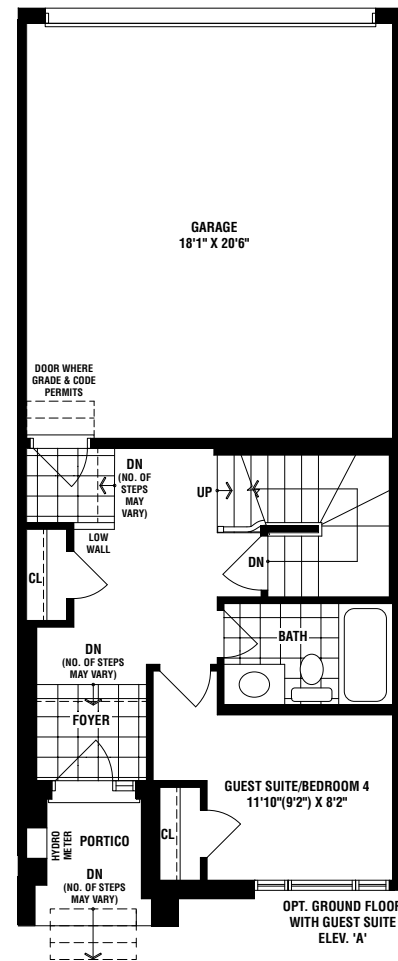 GARAGE
18'1" X 20'6"
DOOR WHERE
GRADE & CODE
PERMITS
DN
(NO. OF
STEPS
MAY
VARY)
UP
LOW
WALL
DN
CL
BATH
DN
(NO. OF STEPS
MAY VARY)
FOYER
GUEST SUITE/BEDROOM 4
11'10"(9'2") X 8'2"
CL
HYDRO
METER
PORTICO
DN
(NO. OF STEPS
MAY VARY)
OPT. GROUND FLOOR
WITH GUEST SUITE
ELEV. 'A'